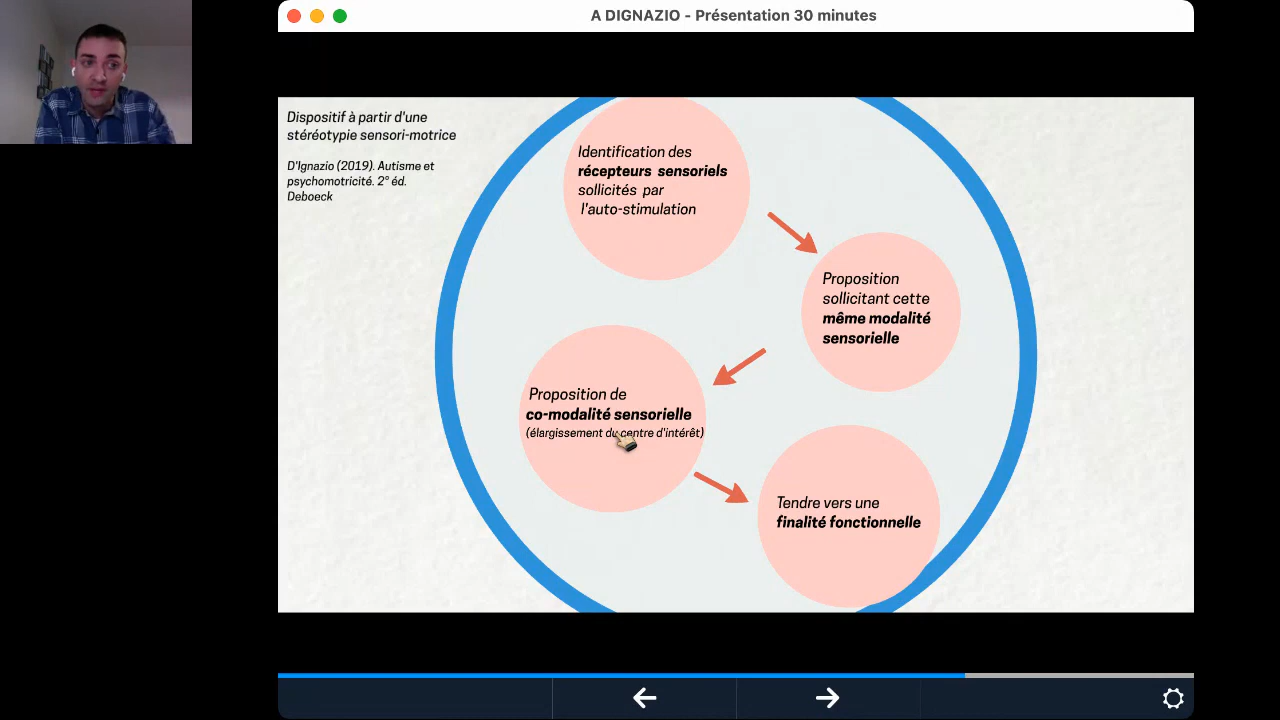 A DIGNAZIO - Présentation 30 minutes
Dispositif à partir d'une
stéréotypie sensori-motrice
D'Ignazio (2019). Autisme et
psychomotricité. 2° éd.
Deboeck
Identification des
récepteurs sensoriels
sollicités par
l'auto-stimulation
Proposition
sollicitant cette
même modalité
sensorielle
Proposition de
co-modalité sensorielle
(élargissement du centre d'intérêt)
Tendre vers une
finalité fonctionnelle